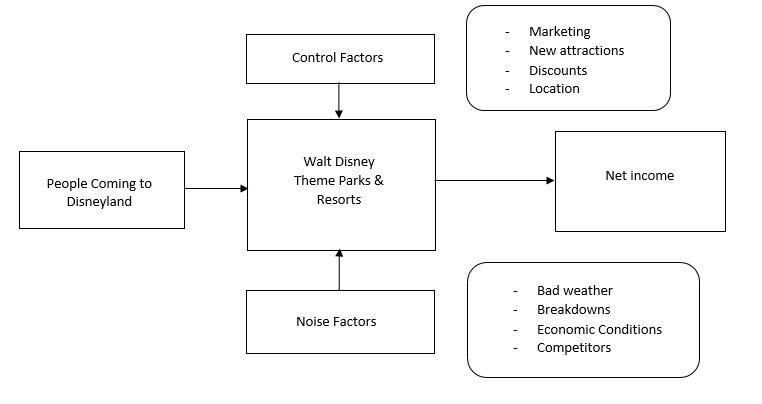 Control Factors
- Marketing
- New attractions
- Discounts
- Location
People Coming to
Disneyland
Walt Disney
Theme Parks &
Resorts
Net income
Noise Factors
- Bad weather
- Breakdowns
- Economic Conditions
- Competitors